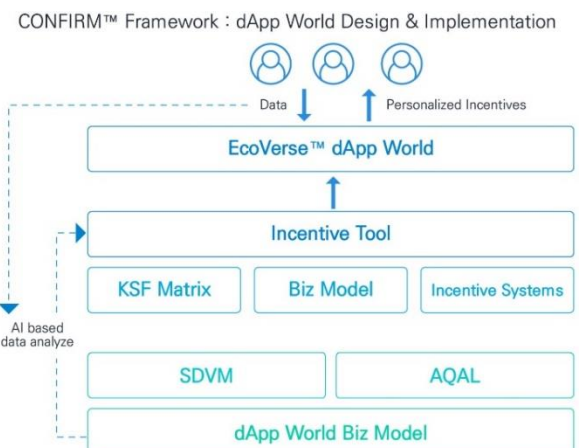 CONFIRM™ Framework : dApp World Design & Implementation
Data
Personalized Incentives
EcoVerse™ dApp World
Incentive Tool
KSF Matrix
Biz Model
Incentive Systems
AI based
data analyze
SDVM
AQAL
dApp World Biz Model